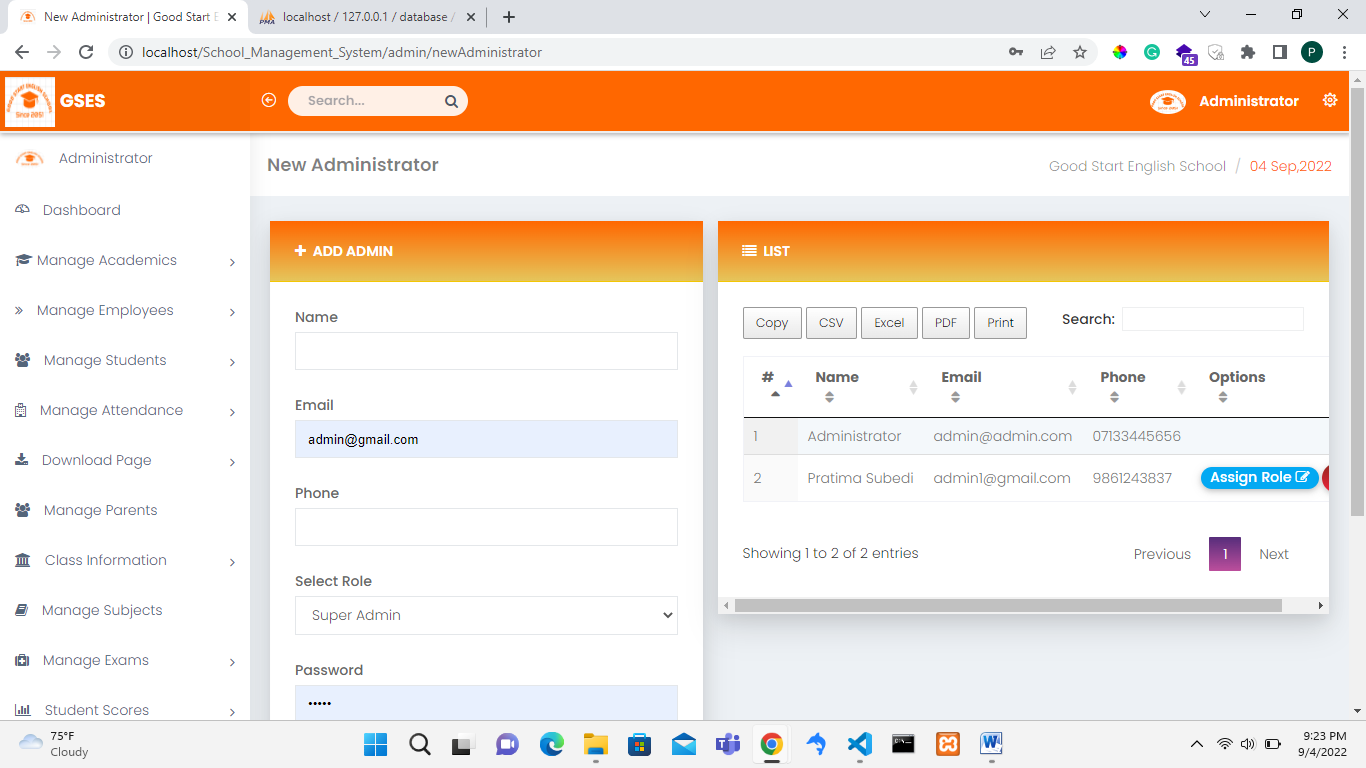 New Administrator | Good Start E
localhost / 127.0.0.1 / database /
localhost/School_Management_System/admin/newAdministrator
45
P
GSES
Search...
Administrator
Administrator
New Administrator
Good Start English School / 04 Sep,2022
Dashboard
Manage Academics
Manage Employees
Manage Students
Manage Attendance
Download Page
Manage Parents
Class Information
Manage Subjects
Manage Exams
Student Scores
ADD ADMIN
Name
Email
admin@gmail.com
Phone
Select Role
Super Admin
Password
•••••
LIST
Copy CSV Excel PDF Print Search:
# Name Email Phone Options
1 Administrator admin@admin.com 07133445656
2 Pratima Subedi admin1@gmail.com 9861243837 Assign Role
Showing 1 to 2 of 2 entries
Previous 1 Next
75°F
Cloudy
9:23 PM
9/4/2022